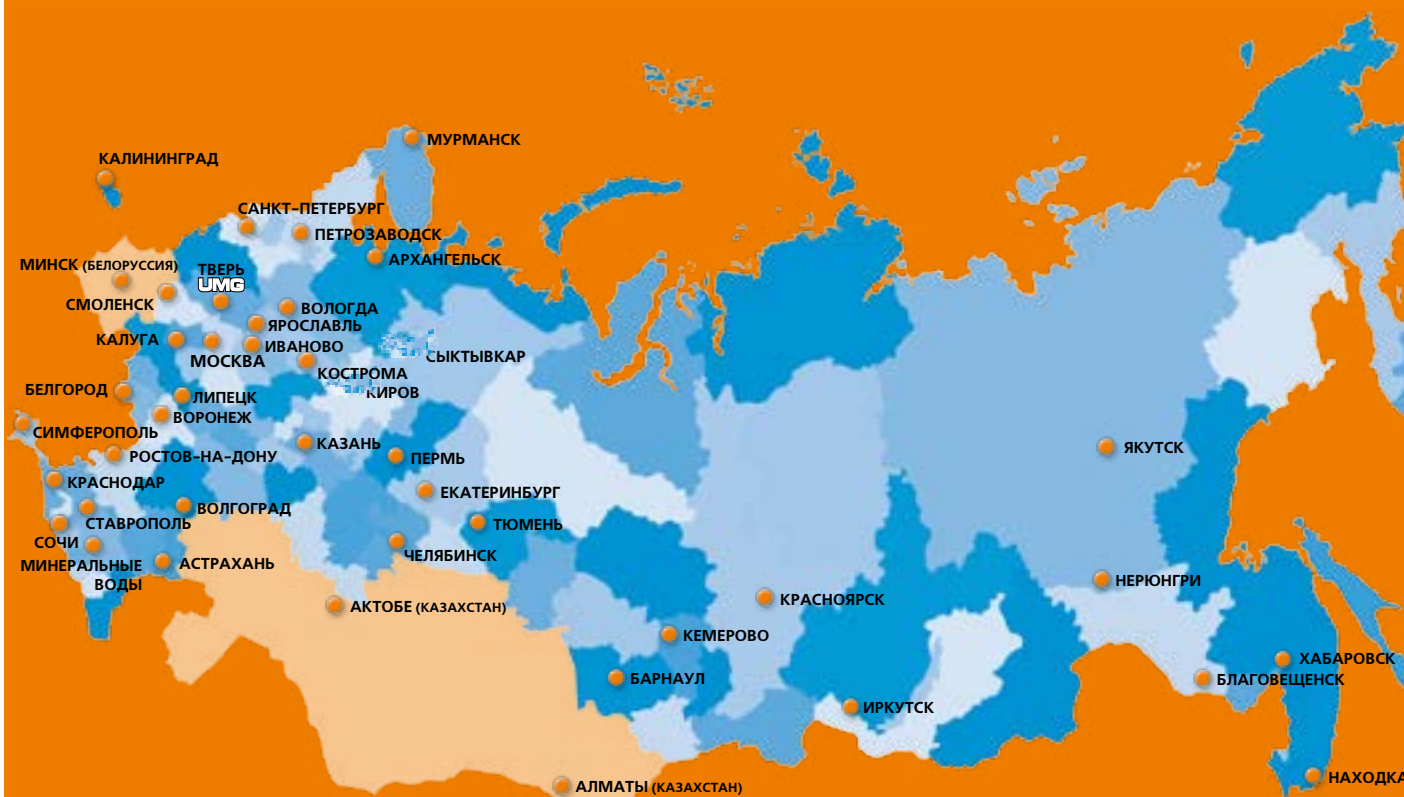 МУРМАНСК
КАЛИНИНГРАД
САНКТ-ПЕТЕРБУРГ
ПЕТРОЗАВОДСК
АРХАНГЕЛЬСК
МИНСК (БЕЛОРУССИЯ)
ТВЕРЬ
UMG
СМОЛЕНСК
ВОЛОГДА
ЯРОСЛАВЛЬ
КАЛУГА
ИВАНОВО
МОСКВА
СЫКТЫВКАР
КОСТРОМА
КИРОВ
БЕЛГОРОД
ЛИПЕЦК
ВОРОНЕЖ
СИМФЕРОПОЛЬ
КАЗАНЬ
ЯКУТСК
РОСТОВ-НА-ДОНУ
ПЕРМЬ
КРАСНОДАР
ЕКАТЕРИНБУРГ
ВОЛГОГРАД
СТАВРОПОЛЬ
ТЮМЕНЬ
СОЧИ
ЧЕЛЯБИНСК
МИНЕРАЛЬНЫЕ
ВОДЫ
АСТРАХАНЬ
НЕРЮНГРИ
КРАСНОЯРСК
АКТОБЕ (КАЗАХСТАН)
КЕМЕРОВО
ХАБАРОВСК
БАРНАУЛ
БЛАГОВЕЩЕНСК
ИРКУТСК
НАХОДКА
АЛМАТЫ (КАЗАХСТАН)